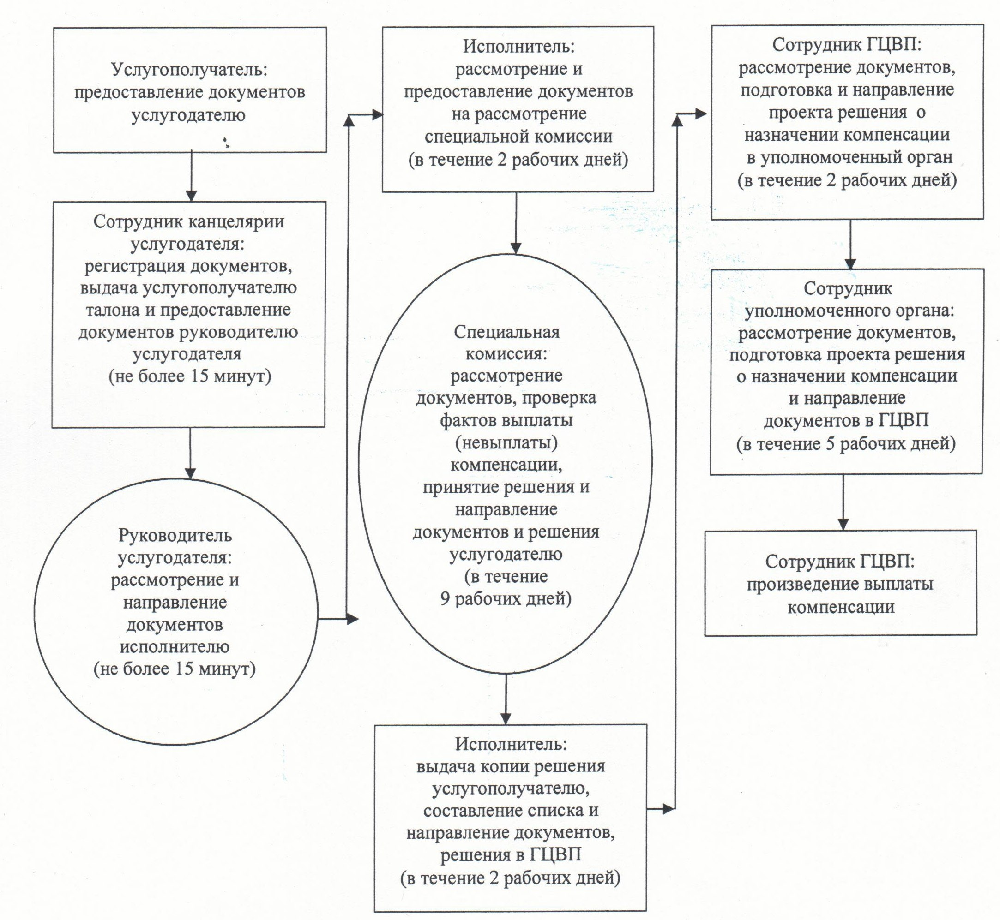 Услугополучатель:
предоставление документов
услугодателю
Сотрудник канцелярии
услугодателя:
регистрация документов,
выдача услугополучателю
талона и предоставление
документов руководителю
услугодателя
(не более 15 минут)
Руководитель
услугодателя:
рассмотрение и
направление
документов
исполнителю
(не более 15 минут)
Исполнитель:
рассмотрение и
предоставление документов
на рассмотрение
специальной комиссии
(в течение 2 рабочих дней)
Специальная
комиссия:
рассмотрение
документов, проверка
фактов выплаты
(невыплаты)
компенсации,
принятие решения и
направление
документов и решения
услугодателю
(в течение
9 рабочих дней)
Исполнитель:
выдача копии решения
услугополучателю,
составление списка и
направление документов,
решения в ГЦВП
(в течение 2 рабочих дней)
Сотрудник ГЦВП:
рассмотрение документов,
подготовка и направление
проекта решения о
назначении компенсации
в уполномоченный орган
(в течение 2 рабочих дней)
Сотрудник
уполномоченного органа:
рассмотрение документов,
подготовка проекта решения
о назначении компенсации
и направление
документов в ГЦВП
(в течение 5 рабочих дней)
Сотрудник ГЦВП:
произведение выплаты
компенсации